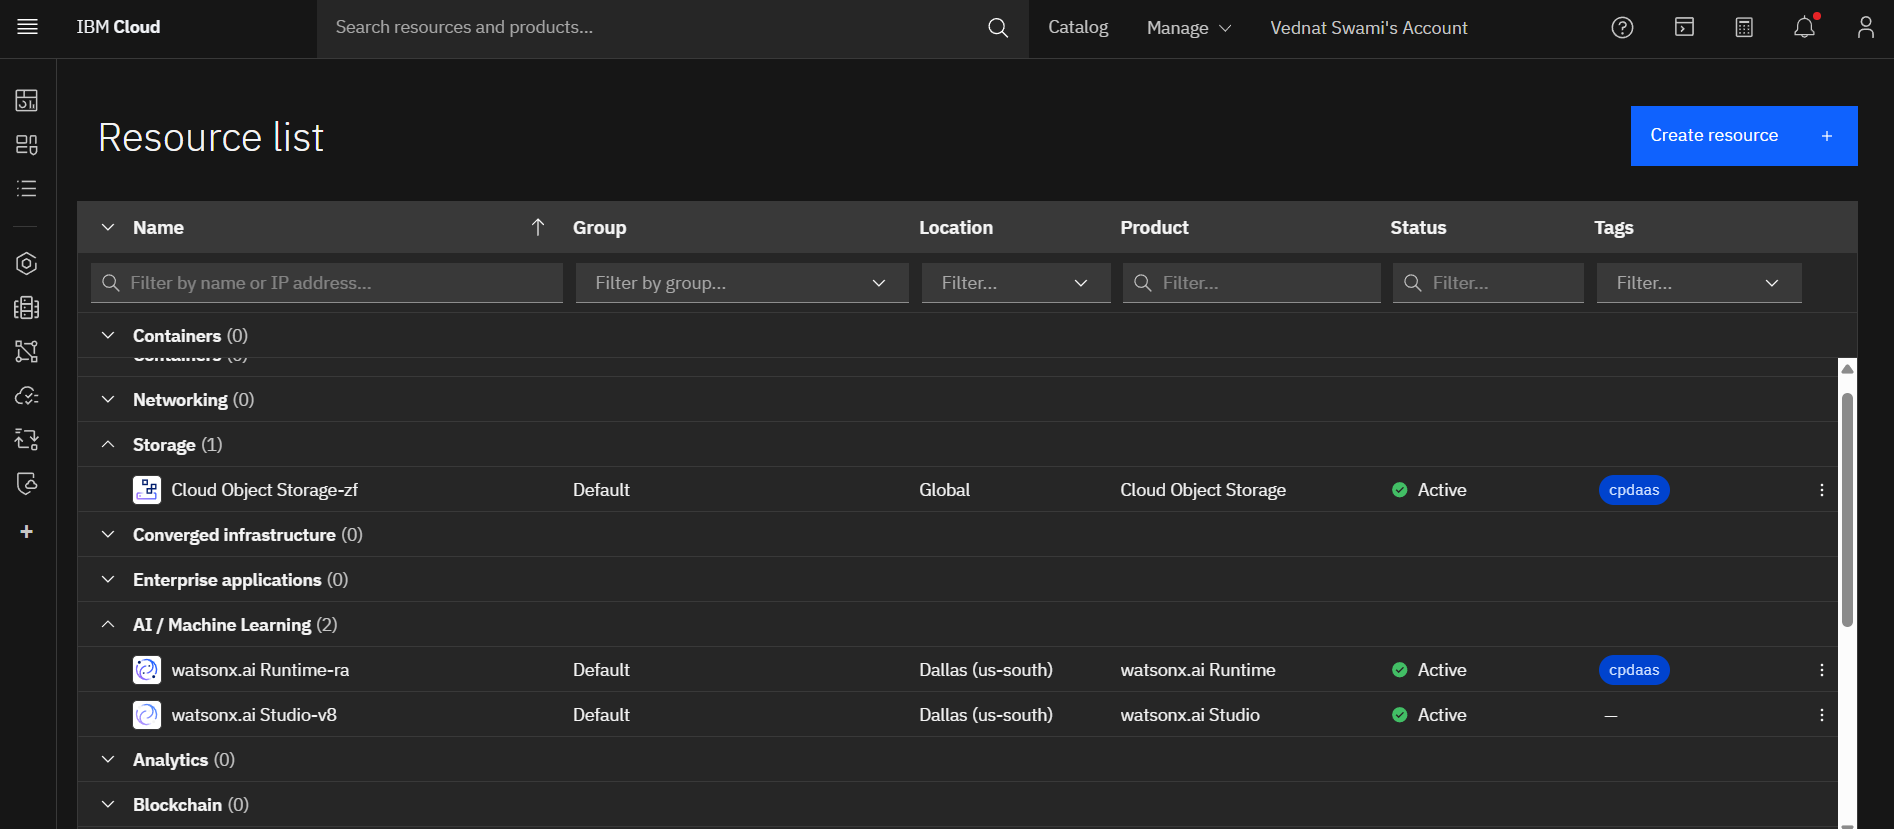 IBM Cloud
Search resources and products...
Catalog
Manage
Vednat Swami's Account
Resource list
Create resource +
Name Group Location Product Status Tags
Filter by name or IP address... Filter by group... Filter... Filter... Filter... Filter...
Containers (0)
Networking (0)
Storage (1)
Cloud Object Storage-zf Default Global Cloud Object Storage Active cpdaas
Converged infrastructure (0)
Enterprise applications (0)
AI / Machine Learning (2)
watsonx.ai Runtime-ra Default Dallas (us-south) watsonx.ai Runtime Active cpdaas
watsonx.ai Studio-v8 Default Dallas (us-south) watsonx.ai Studio Active —
Analytics (0)
Blockchain (0)